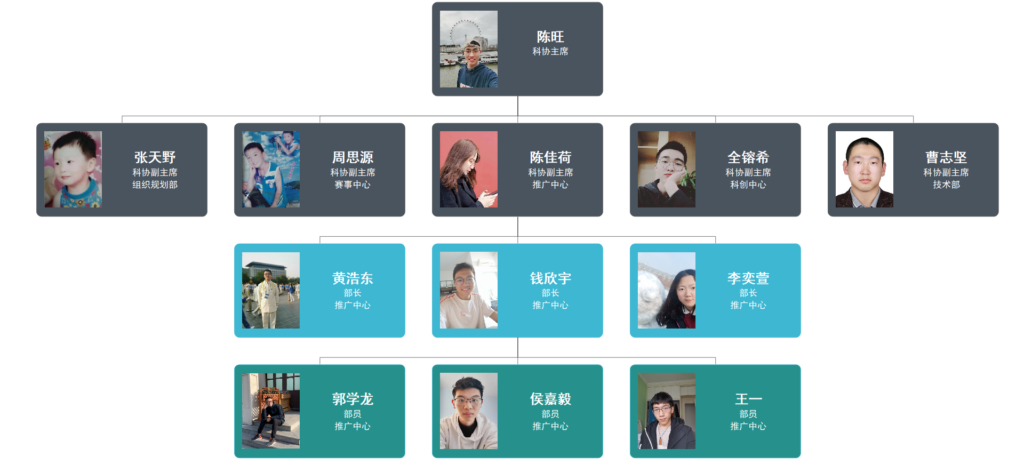 陈旺
科协主席
张天野
科协副主席
组织规划部
周思源
科协副主席
赛事中心
陈佳荷
科协副主席
推广中心
全镕希
科协副主席
科创中心
曹志坚
科协副主席
技术部
黄浩东
部长
推广中心
钱欣宇
部长
推广中心
李奕萱
部长
推广中心
郭学龙
部员
推广中心
侯嘉毅
部员
推广中心
王一
部员
推广中心